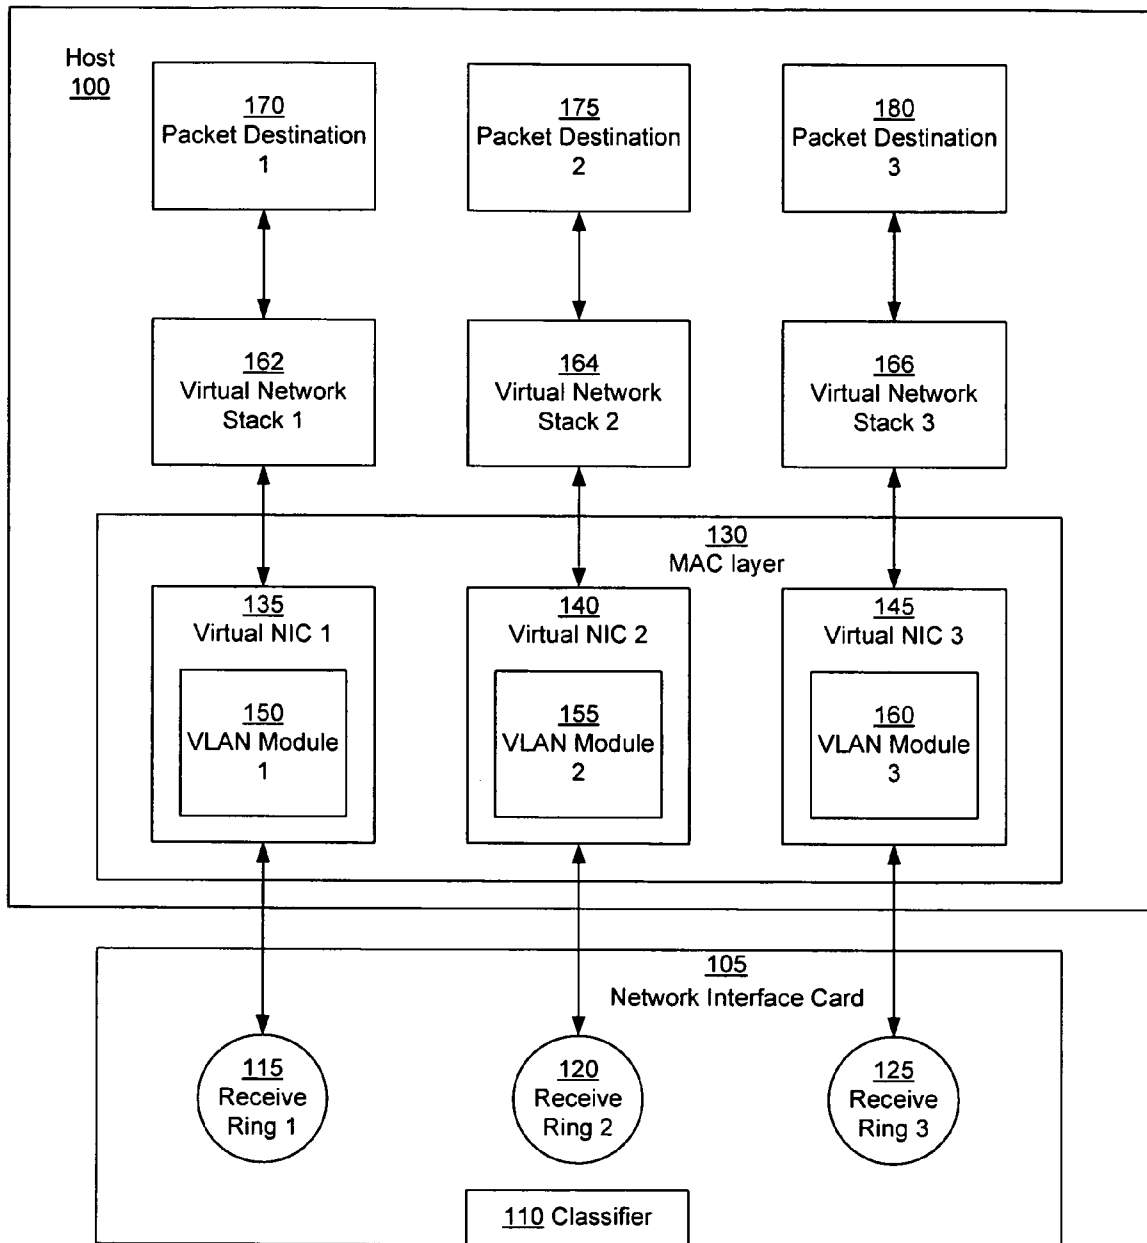 Host
100
170
Packet Destination
1
175
Packet Destination
2
180
Packet Destination
3
162
Virtual Network
Stack 1
164
Virtual Network
Stack 2
166
Virtual Network
Stack 3
130
MAC layer
135
Virtual NIC 1
140
Virtual NIC 2
145
Virtual NIC 3
150
VLAN Module
1
155
VLAN Module
2
160
VLAN Module
3
105
Network Interface Card
115
Receive
Ring 1
120
Receive
Ring 2
125
Receive
Ring 3
110 Classifier